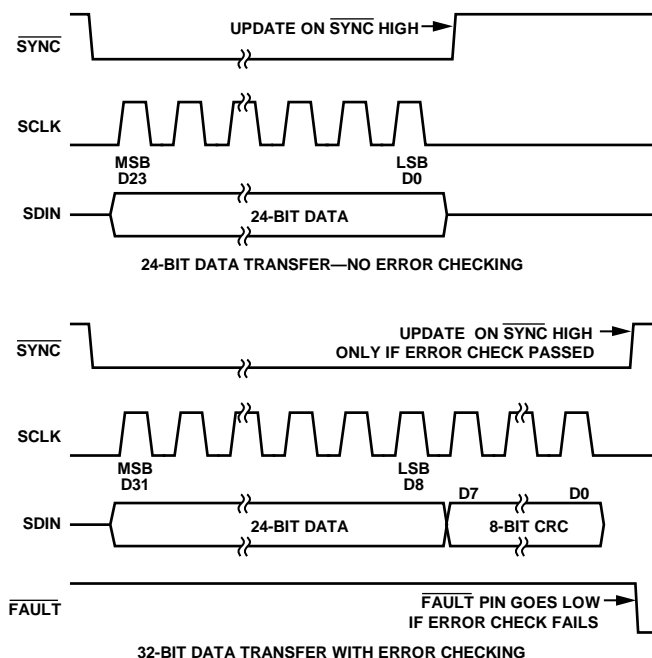 UPDATE ON SYNC HIGH
SYNC
SCLK
MSB
D23
LSB
D0
SDIN
24-BIT DATA
24-BIT DATA TRANSFER—NO ERROR CHECKING
UPDATE ON SYNC HIGH
ONLY IF ERROR CHECK PASSED
SYNC
SCLK
MSB
D31
LSB
D8
D7
D0
SDIN
24-BIT DATA
8-BIT CRC
FAULT
FAULT PIN GOES LOW
IF ERROR CHECK FAILS
32-BIT DATA TRANSFER WITH ERROR CHECKING